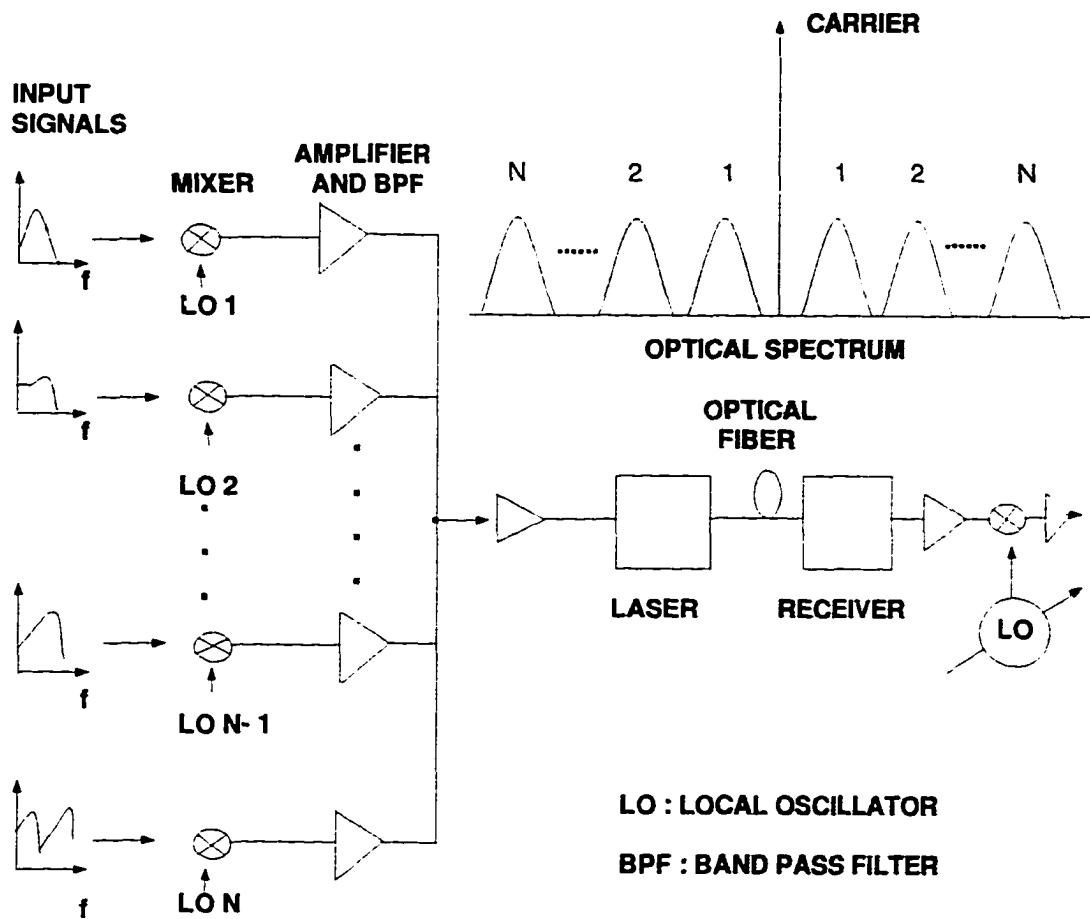 CARRIER
INPUT
SIGNALS
AMPLIFIER
AND BPF
MIXER
N
2
1
1
2
N
f
LO 1
OPTICAL SPECTRUM
f
LO 2
OPTICAL
FIBER
LASER
RECEIVER
LO
f
LO N- 1
LO : LOCAL OSCILLATOR
BPF : BAND PASS FILTER
f
LO N